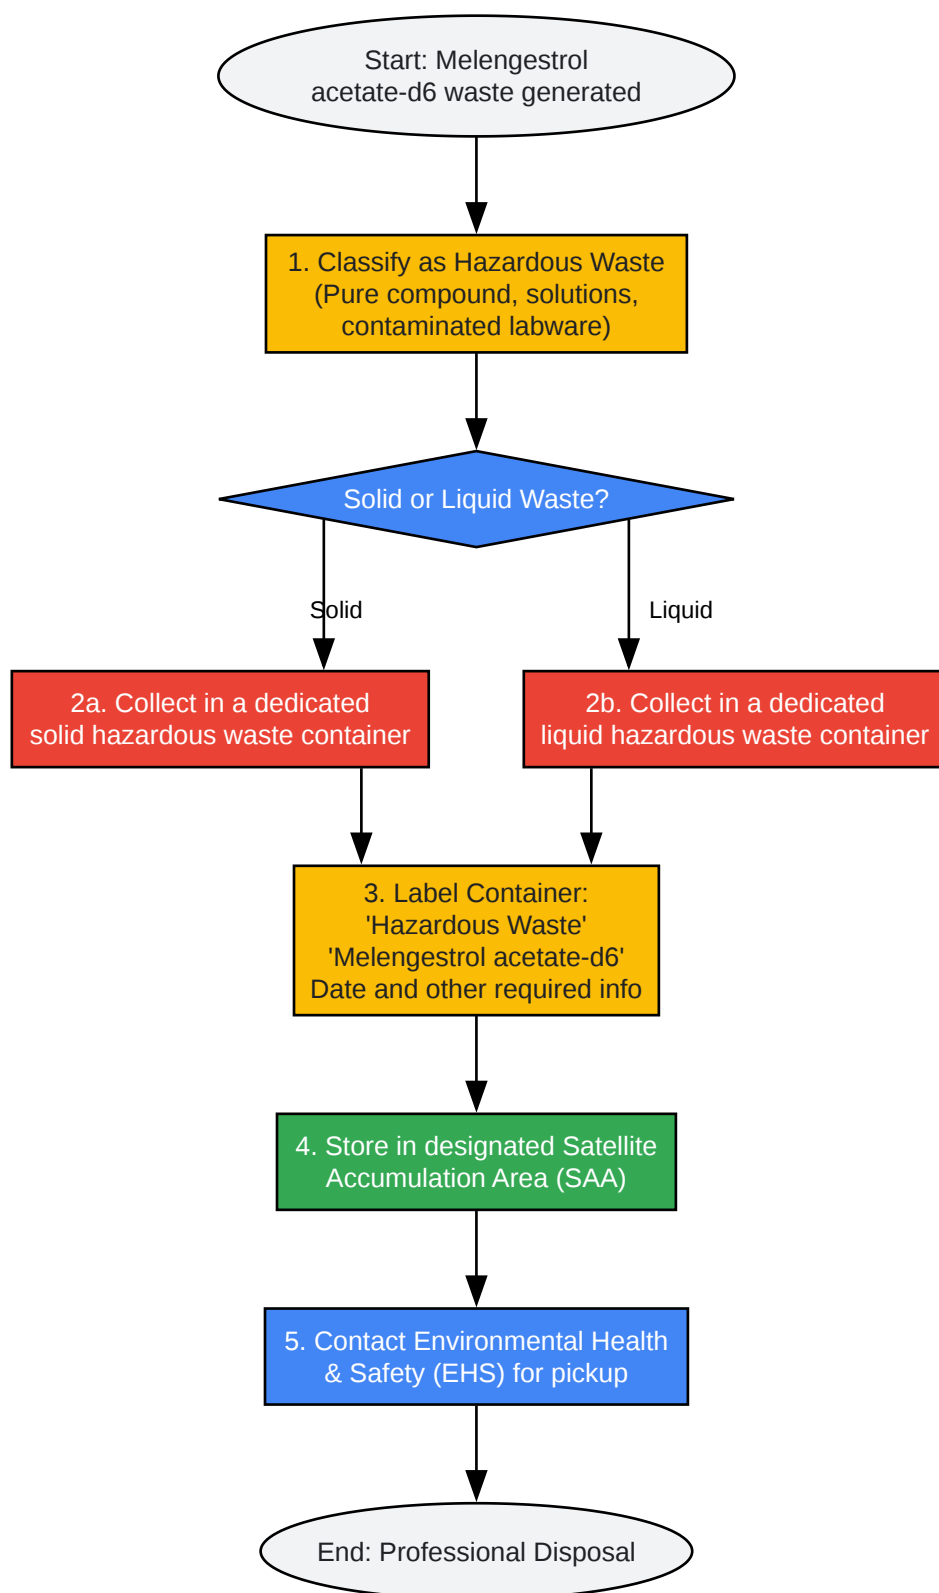 Start: Melengestrol
acetate-d6 waste generated
1. Classify as Hazardous Waste
(Pure compound, solutions,
contaminated labware)
Solid or Liquid Waste?
Solid
Liquid
2a. Collect in a dedicated
solid hazardous waste container
2b. Collect in a dedicated
liquid hazardous waste container
3. Label Container:
'Hazardous Waste'
'Melengestrol acetate-d6'
Date and other required info
4. Store in designated Satellite
Accumulation Area (SAA)
5. Contact Environmental Health
& Safety (EHS) for pickup
End: Professional Disposal